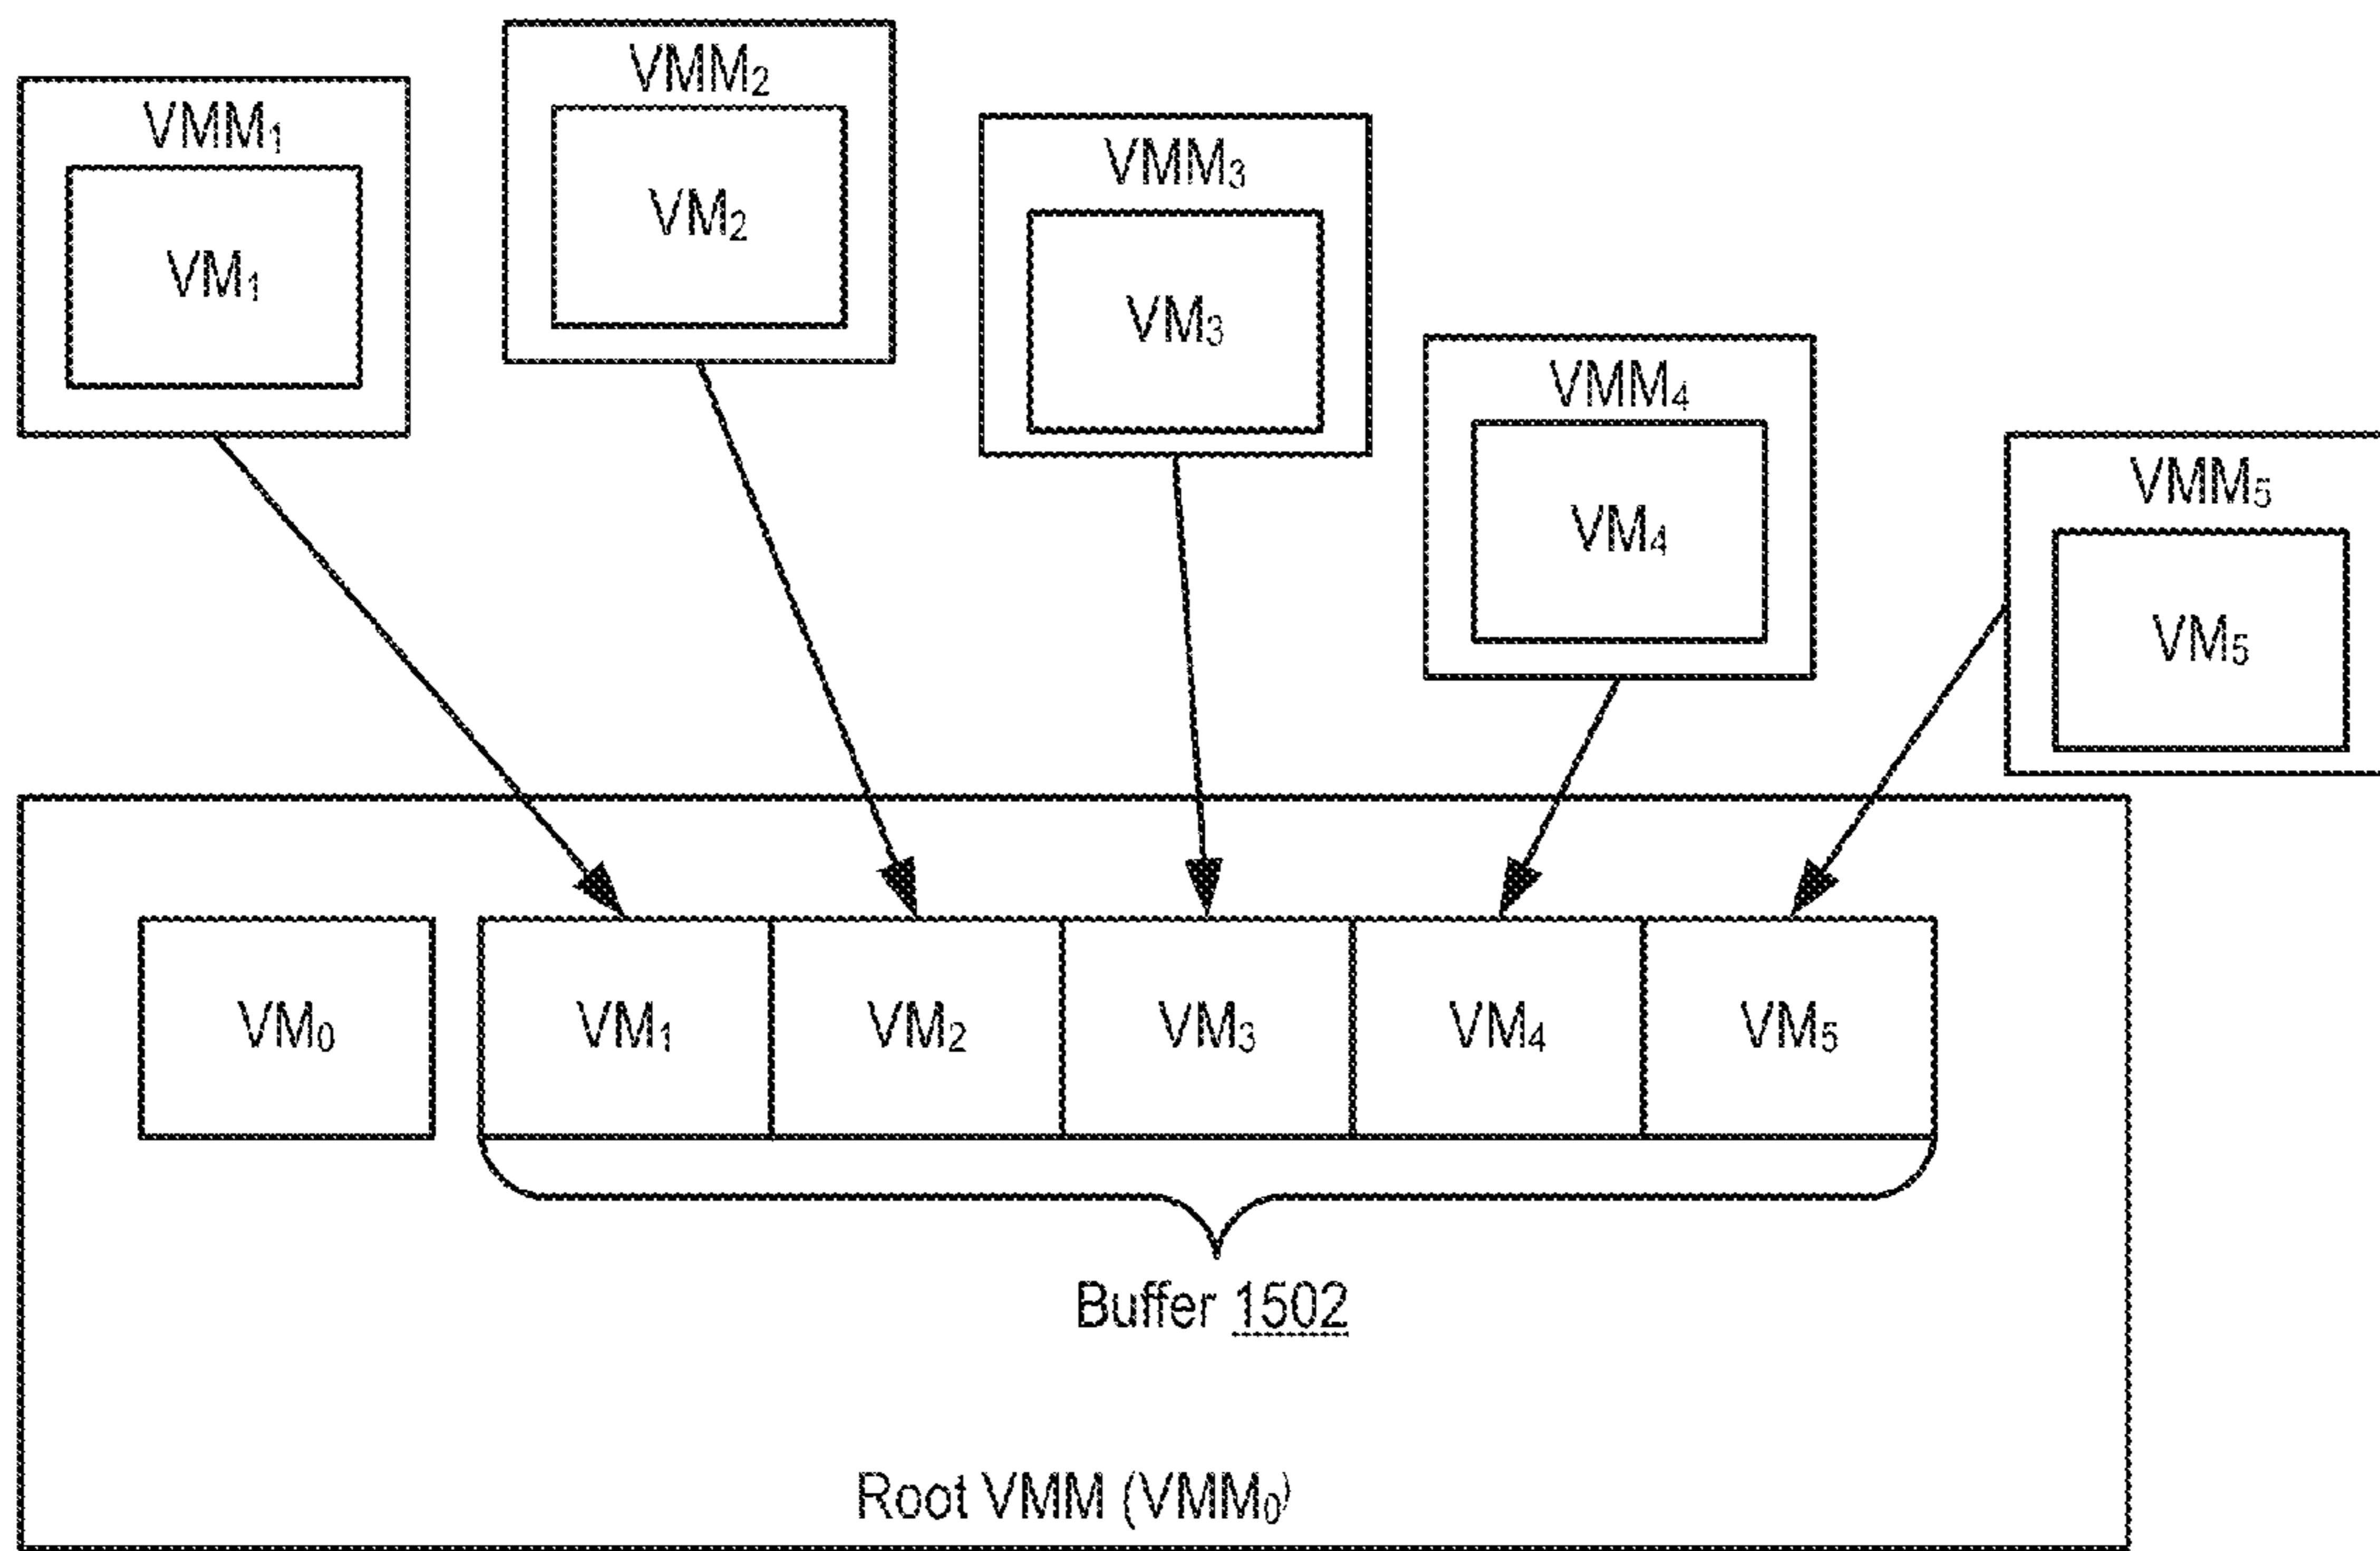 VMM₁
VM₁
VMM₂
VM₂
VMM₃
VM₃
VMM₄
VM₄
VMM₅
VM₅
VM₀
VM₁
VM₂
VM₃
VM₄
VM₅
Buffer 1502
Root VMM (VMM₀)